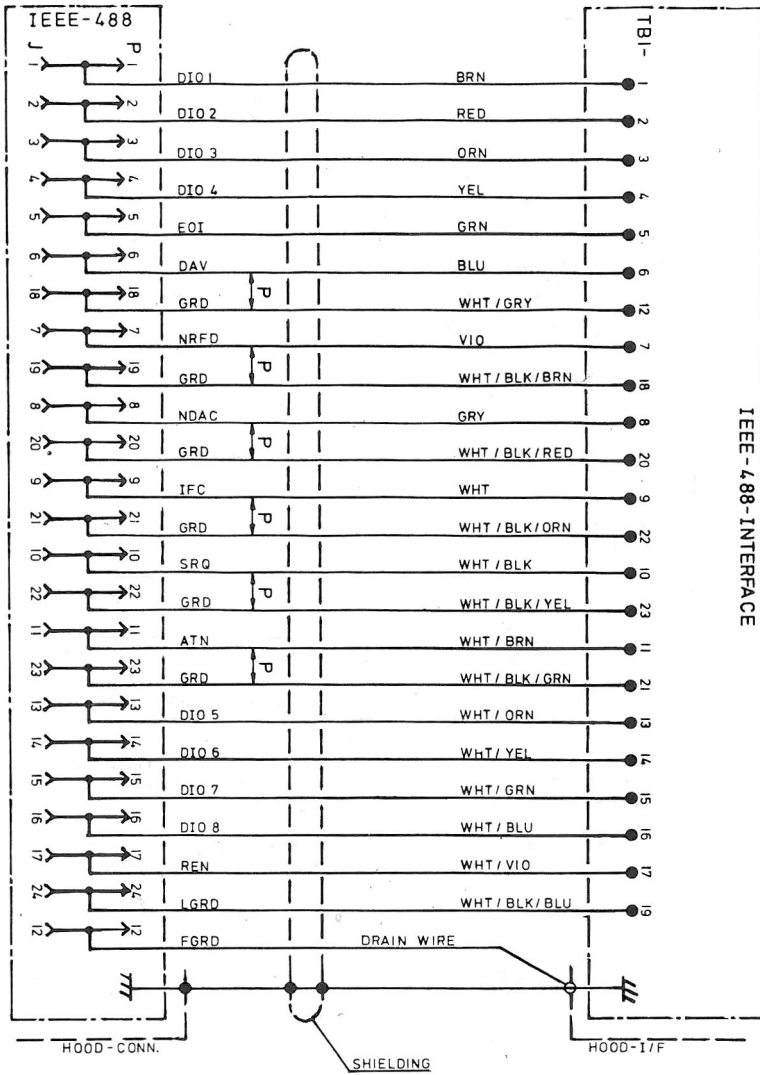 IEEE-488
J P TB1-
1 1 DIO 1 BRN 1
2 2 DIO 2 RED 2
3 3 DIO 3 ORN 3
4 4 DIO 4 YEL 4
5 5 EOI GRN 5
6 6 DAV BLU 6
P
18 18 GRD WHT/GRY 12
7 7 NRFD VIO 7
P
19 19 GRD WHT/BLK/BRN 18
8 8 NDAC GRY 8
P
20 20 GRD WHT/BLK/RED 20
9 9 IFC WHT 9
P
21 21 GRD WHT/BLK/ORN 22
10 10 SRQ WHT/BLK 10
P
22 22 GRD WHT/BLK/YEL 23
11 11 ATN WHT/BRN 11
P
23 23 GRD WHT/BLK/GRN 21
13 13 DIO 5 WHT/ORN 13
14 14 DIO 6 WHT/YEL 14
15 15 DIO 7 WHT/GRN 15
16 16 DIO 8 WHT/BLU 16
17 17 REN WHT/VIO 17
24 24 LGRD WHT/BLK/BLU 19
12 12 FGRD DRAIN WIRE
IEEE-488-INTERFACE
HOOD-CONN. HOOD-I/F
SHIELDING